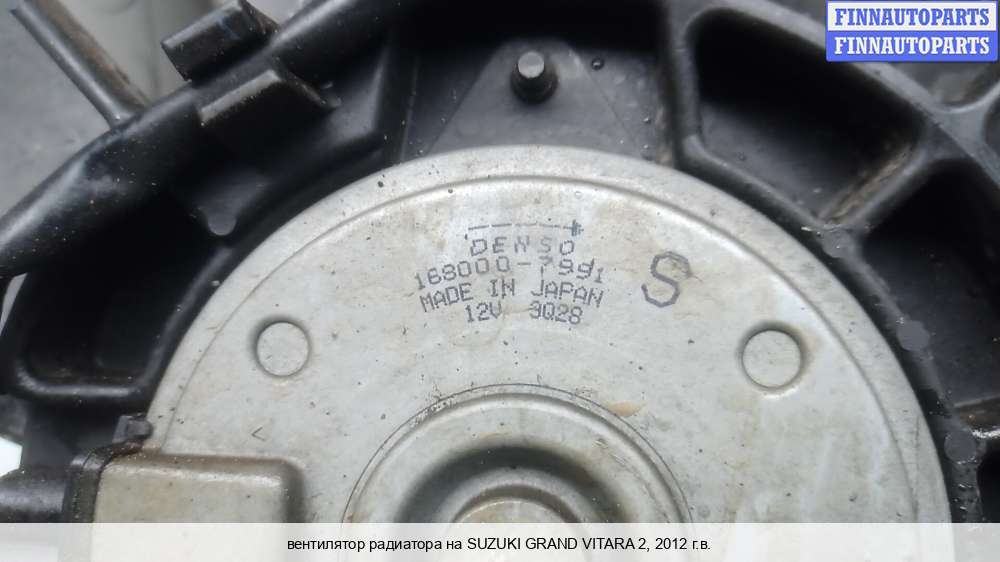 FINNAUTOPARTS
FINNAUTOPARTS
DENSO
168000-7991
MADE IN JAPAN
12V 3Q28
S
вентилятор радиатора на SUZUKI GRAND VITARA 2, 2012 г.в.